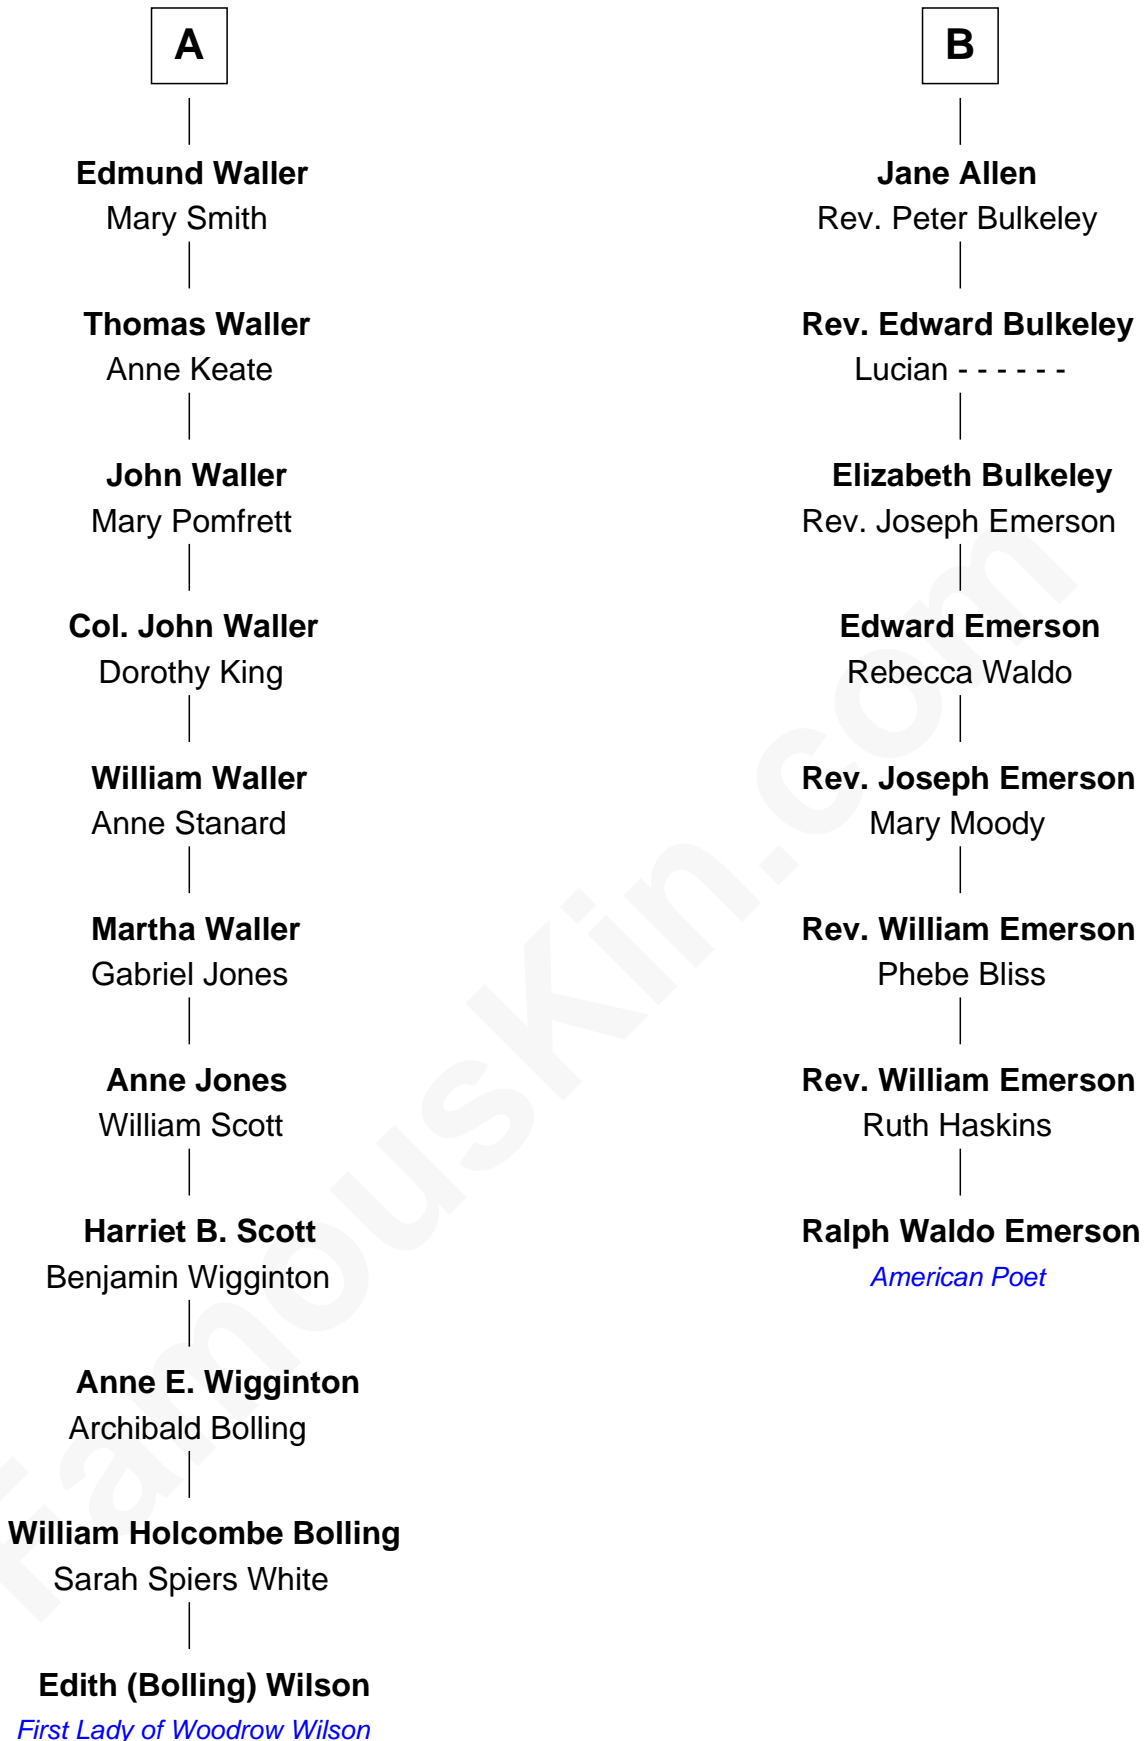 A
Edmund Waller
Mary Smith
Thomas Waller
Anne Keate
John Waller
Mary Pomfrett
Col. John Waller
Dorothy King
William Waller
Anne Stanard
Martha Waller
Gabriel Jones
Anne Jones
William Scott
Harriet B. Scott
Benjamin Wigginton
Anne E. Wigginton
Archibald Bolling
William Holcombe Bolling
Sarah Spiers White
Edith (Bolling) Wilson
First Lady of Woodrow Wilson
B
Jane Allen
Rev. Peter Bulkeley
Rev. Edward Bulkeley
Lucian - - - - - -
Elizabeth Bulkeley
Rev. Joseph Emerson
Edward Emerson
Rebecca Waldo
Rev. Joseph Emerson
Mary Moody
Rev. William Emerson
Phebe Bliss
Rev. William Emerson
Ruth Haskins
Ralph Waldo Emerson
American Poet
FamousKin.com